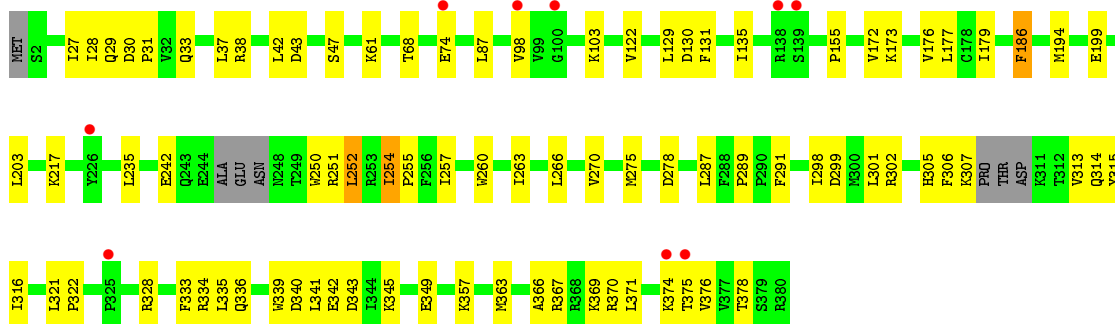 MET S2 I27 I28 Q29 D30 P31 V32 Q33 L37 R38 L42 D43 S47 K61 T68 E74 L87 V98 V99 G100 K103 V122 L129 D130 F131 I135 R138 S139 P155 V172 K173 V176 L177 C178 I179 F186 M194 E199
L203 K217 Y226 L235 E242 Q243 E244 ALA GLU ASN N248 T249 W250 R251 L252 R253 I254 P255 F256 I257 W260 I263 L266 V270 M275 D278 L287 F288 P289 P290 F291 I298 D299 M300 L301 R302 H305 F306 K307 PRO THR ASP K311 T312 V313 Q314 Y315
I316 L321 P322 P325 R328 F333 R334 L335 Q336 W339 D340 L341 E342 D343 I344 K345 E349 K357 M363 A366 R367 R368 K369 R370 L371 K374 T375 V376 V377 T378 S379 R380